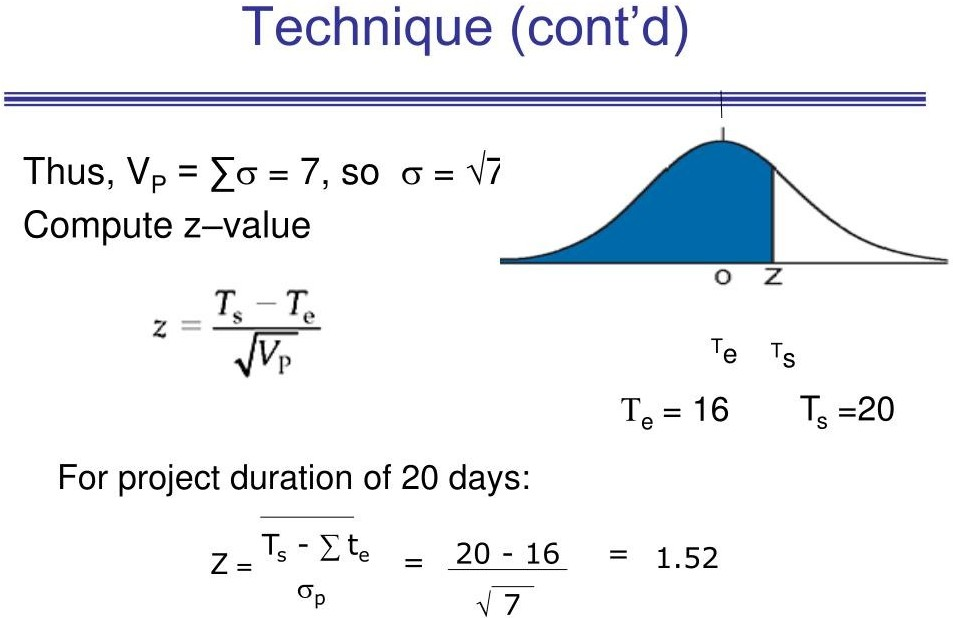 Technique (cont’d)
Thus, VP = ∑σ = 7, so σ = √7
Compute z–value
z = Ts − Te / √VP
O Z
Te Ts
Te = 16 Ts =20
For project duration of 20 days:
Z = Ts - ∑ te / σp = 20 - 16 / √ 7 = 1.52